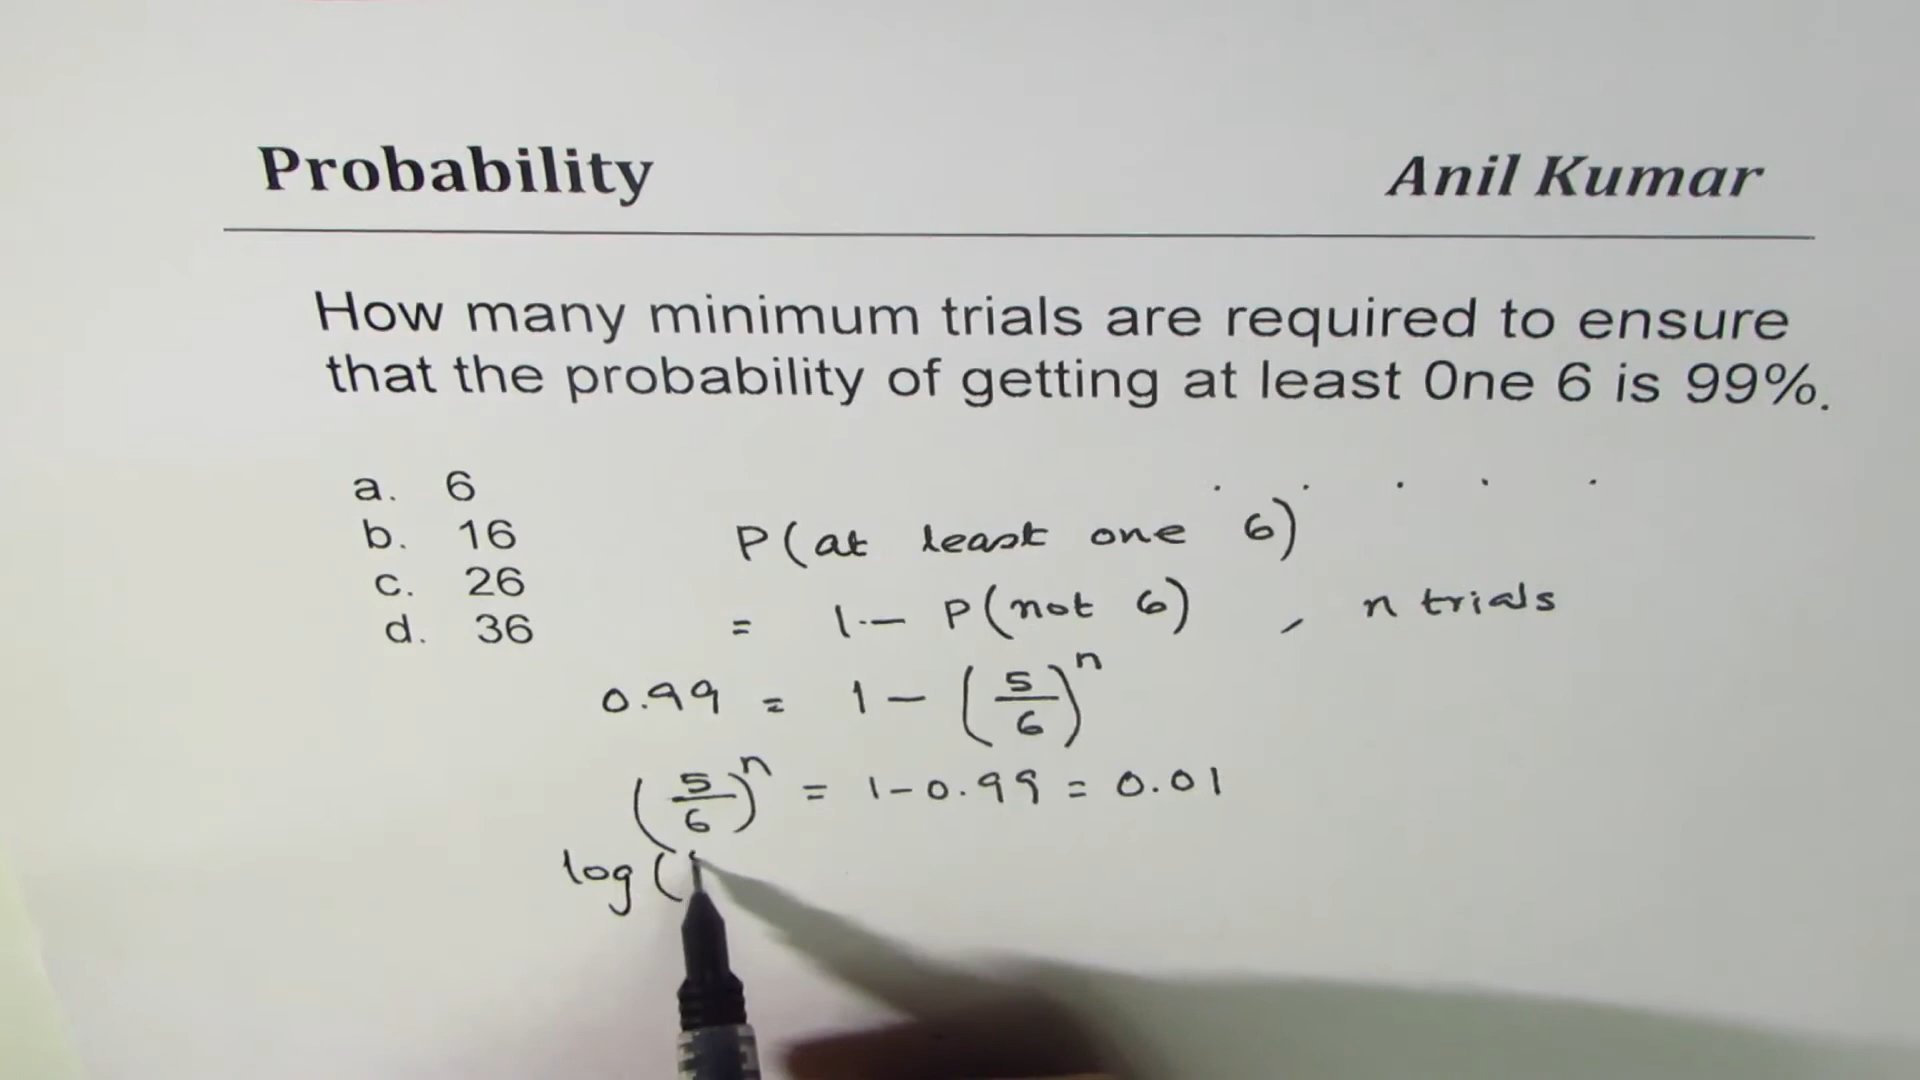 Probability Anil Kumar
How many minimum trials are required to ensure
that the probability of getting at least 0ne 6 is 99%.
a. 6
b. 16
c. 26
d. 36
P(at least one 6)
= 1 - P(not 6) , n trials
0.99 = 1 - (5/6)^n
(5/6)^n = 1 - 0.99 = 0.01
log (